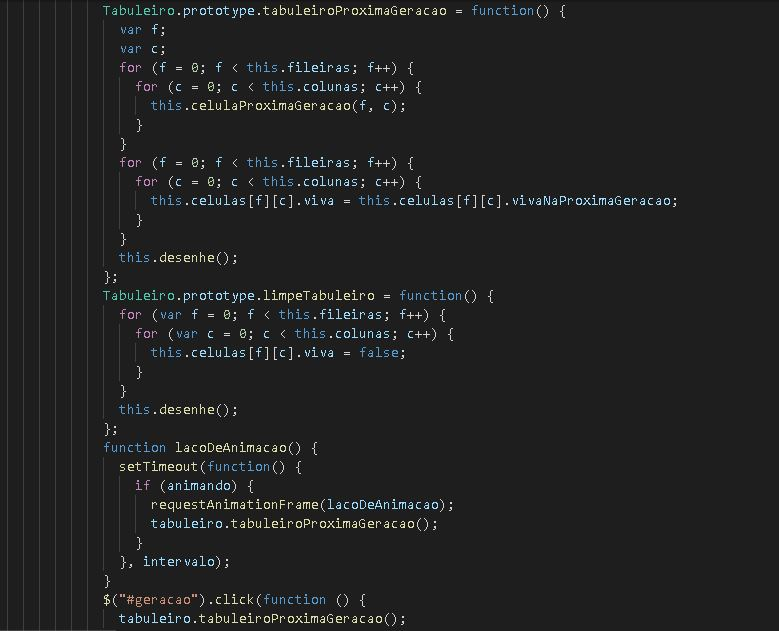 Tabuleiro.prototype.tabuleiroProximaGeracao = function() {
  var f;
  var c;
  for (f = 0; f < this.fileiras; f++) {
    for (c = 0; c < this.colunas; c++) {
      this.celulaProximaGeracao(f, c);
    }
  }
  for (f = 0; f < this.fileiras; f++) {
    for (c = 0; c < this.colunas; c++) {
      this.celulas[f][c].viva = this.celulas[f][c].vivaNaProximaGeracao;
    }
  }
  this.desenhe();
};
Tabuleiro.prototype.limpeTabuleiro = function() {
  for (var f = 0; f < this.fileiras; f++) {
    for (var c = 0; c < this.colunas; c++) {
      this.celulas[f][c].viva = false;
    }
  }
  this.desenhe();
};
function lacoDeAnimacao() {
  setTimeout(function() {
    if (animando) {
      requestAnimationFrame(lacoDeAnimacao);
      tabuleiro.tabuleiroProximaGeracao();
    }
  }, intervalo);
}
$("#geracao").click(function () {
  tabuleiro.tabuleiroProximaGeracao();